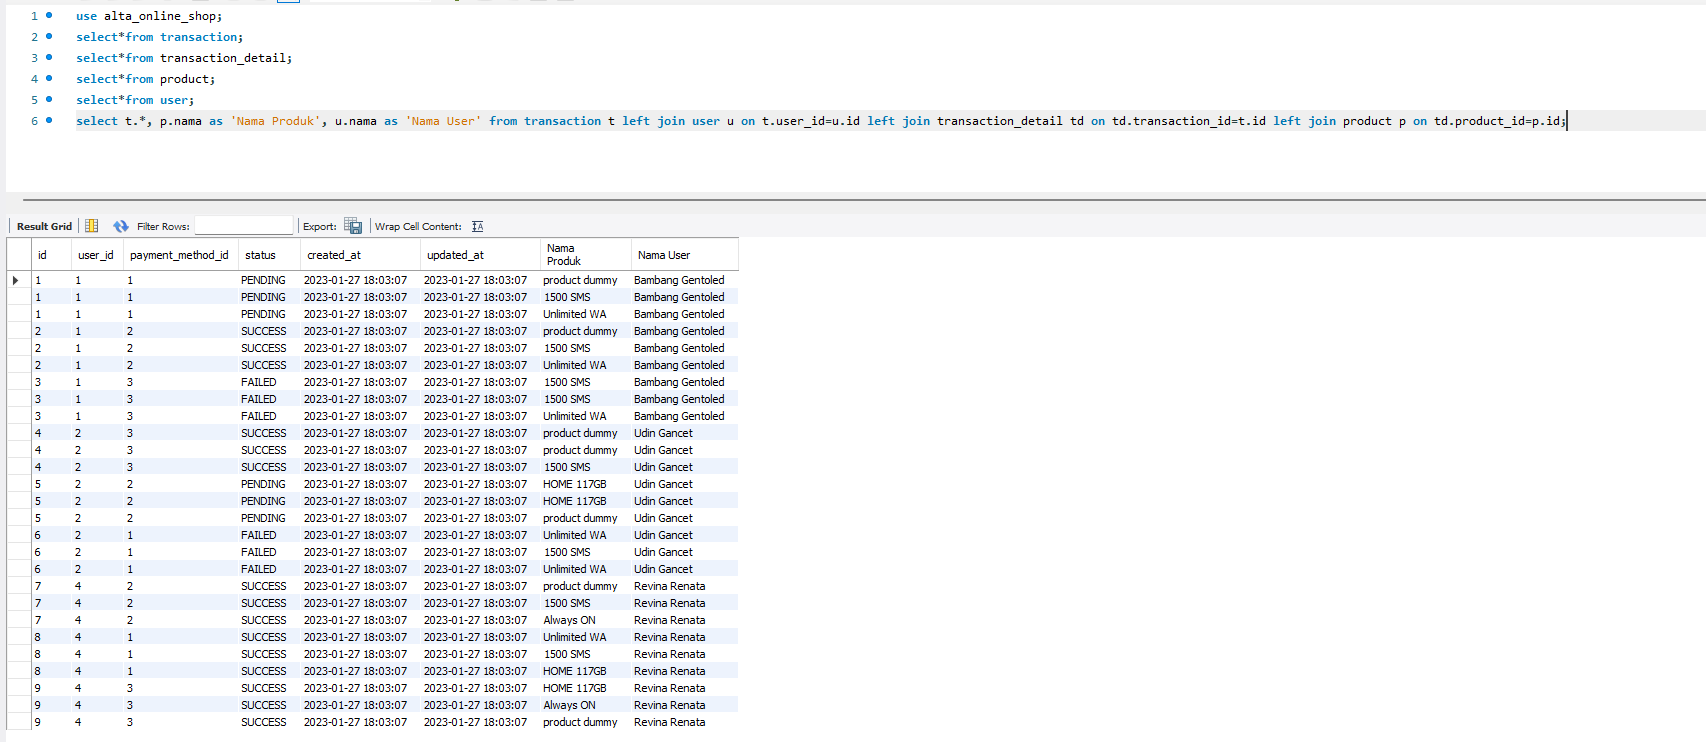 1 use alta_online_shop;
2 select*from transaction;
3 select*from transaction_detail;
4 select*from product;
5 select*from user;
6 select t.*, p.nama as 'Nama Produk', u.nama as 'Nama User' from transaction t left join user u on t.user_id=u.id left join transaction_detail td on td.transaction_id=t.id left join product p on td.product_id=p.id;
Result Grid Filter Rows: Export: Wrap Cell Content: IA
id user_id payment_method_id status created_at updated_at Nama Produk Nama User
1 1 1 PENDING 2023-01-27 18:03:07 2023-01-27 18:03:07 product dummy Bambang Gentoled
1 1 1 PENDING 2023-01-27 18:03:07 2023-01-27 18:03:07 1500 SMS Bambang Gentoled
1 1 1 PENDING 2023-01-27 18:03:07 2023-01-27 18:03:07 Unlimited WA Bambang Gentoled
2 1 2 SUCCESS 2023-01-27 18:03:07 2023-01-27 18:03:07 product dummy Bambang Gentoled
2 1 2 SUCCESS 2023-01-27 18:03:07 2023-01-27 18:03:07 1500 SMS Bambang Gentoled
2 1 2 SUCCESS 2023-01-27 18:03:07 2023-01-27 18:03:07 Unlimited WA Bambang Gentoled
3 1 3 FAILED 2023-01-27 18:03:07 2023-01-27 18:03:07 1500 SMS Bambang Gentoled
3 1 3 FAILED 2023-01-27 18:03:07 2023-01-27 18:03:07 1500 SMS Bambang Gentoled
3 1 3 FAILED 2023-01-27 18:03:07 2023-01-27 18:03:07 Unlimited WA Bambang Gentoled
4 2 3 SUCCESS 2023-01-27 18:03:07 2023-01-27 18:03:07 product dummy Udin Gancet
4 2 3 SUCCESS 2023-01-27 18:03:07 2023-01-27 18:03:07 product dummy Udin Gancet
4 2 3 SUCCESS 2023-01-27 18:03:07 2023-01-27 18:03:07 1500 SMS Udin Gancet
5 2 2 PENDING 2023-01-27 18:03:07 2023-01-27 18:03:07 HOME 117GB Udin Gancet
5 2 2 PENDING 2023-01-27 18:03:07 2023-01-27 18:03:07 HOME 117GB Udin Gancet
5 2 2 PENDING 2023-01-27 18:03:07 2023-01-27 18:03:07 product dummy Udin Gancet
6 2 1 FAILED 2023-01-27 18:03:07 2023-01-27 18:03:07 Unlimited WA Udin Gancet
6 2 1 FAILED 2023-01-27 18:03:07 2023-01-27 18:03:07 1500 SMS Udin Gancet
6 2 1 FAILED 2023-01-27 18:03:07 2023-01-27 18:03:07 Unlimited WA Udin Gancet
7 4 2 SUCCESS 2023-01-27 18:03:07 2023-01-27 18:03:07 product dummy Revina Renata
7 4 2 SUCCESS 2023-01-27 18:03:07 2023-01-27 18:03:07 1500 SMS Revina Renata
7 4 2 SUCCESS 2023-01-27 18:03:07 2023-01-27 18:03:07 Always ON Revina Renata
8 4 1 SUCCESS 2023-01-27 18:03:07 2023-01-27 18:03:07 Unlimited WA Revina Renata
8 4 1 SUCCESS 2023-01-27 18:03:07 2023-01-27 18:03:07 1500 SMS Revina Renata
8 4 1 SUCCESS 2023-01-27 18:03:07 2023-01-27 18:03:07 HOME 117GB Revina Renata
9 4 3 SUCCESS 2023-01-27 18:03:07 2023-01-27 18:03:07 HOME 117GB Revina Renata
9 4 3 SUCCESS 2023-01-27 18:03:07 2023-01-27 18:03:07 Always ON Revina Renata
9 4 3 SUCCESS 2023-01-27 18:03:07 2023-01-27 18:03:07 product dummy Revina Renata